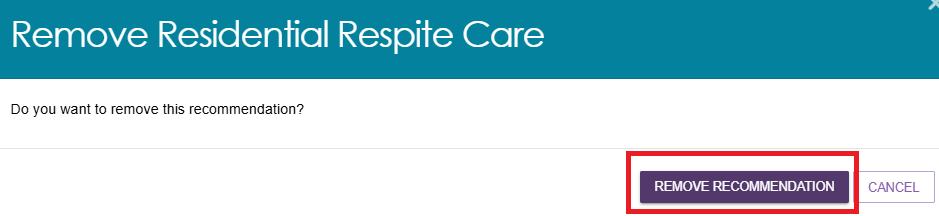 Remove Residential Respite Care
Do you want to remove this recommendation?
REMOVE RECOMMENDATION CANCEL